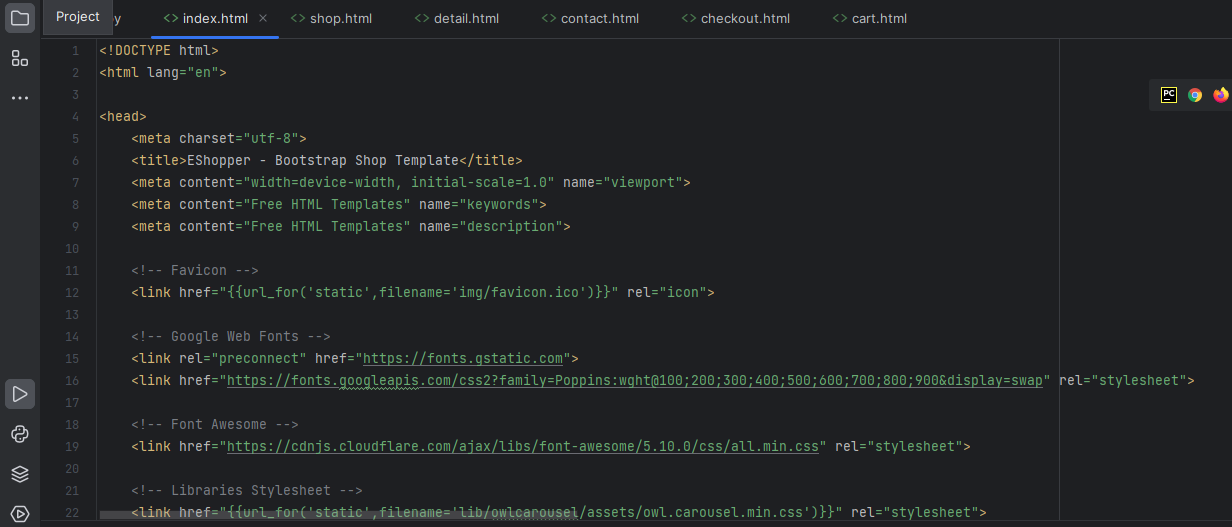 Project
y
index.html
shop.html
detail.html
contact.html
checkout.html
cart.html
1 <!DOCTYPE html>
2 <html lang="en">
3
4 <head>
5 <meta charset="utf-8">
6 <title>EShopper - Bootstrap Shop Template</title>
7 <meta content="width=device-width, initial-scale=1.0" name="viewport">
8 <meta content="Free HTML Templates" name="keywords">
9 <meta content="Free HTML Templates" name="description">
10
11 <!-- Favicon -->
12 <link href="{{url_for('static',filename='img/favicon.ico')}}" rel="icon">
13
14 <!-- Google Web Fonts -->
15 <link rel="preconnect" href="https://fonts.gstatic.com">
16 <link href="https://fonts.googleapis.com/css2?family=Poppins:wght@100;200;300;400;500;600;700;800;900&display=swap" rel="stylesheet">
17
18 <!-- Font Awesome -->
19 <link href="https://cdnjs.cloudflare.com/ajax/libs/font-awesome/5.10.0/css/all.min.css" rel="stylesheet">
20
21 <!-- Libraries Stylesheet -->
22 <link href="{{url_for('static',filename='lib/owlcarousel/assets/owl.carousel.min.css')}}" rel="stylesheet">
PC